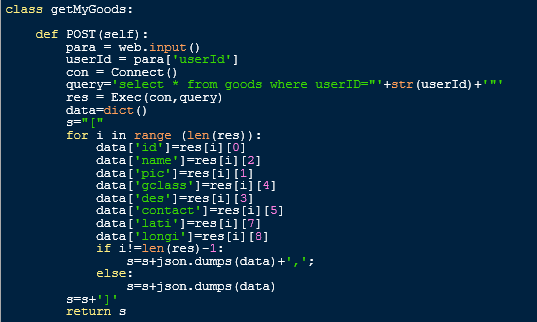 class getMyGoods:
    def POST(self):
        para = web.input()
        userId = para['userId']
        con = Connect()
        query='select * from goods where userID="'+str(userId)+'"'
        res = Exec(con,query)
        data=dict()
        s="["
        for i in range (len(res)):
            data['id']=res[i][0]
            data['name']=res[i][2]
            data['pic']=res[i][1]
            data['gclass']=res[i][4]
            data['des']=res[i][3]
            data['contact']=res[i][5]
            data['lati']=res[i][7]
            data['longi']=res[i][8]
            if i!=len(res)-1:
                s=s+json.dumps(data)+',';
            else:
                s=s+json.dumps(data)
        s=s+']'
        return s